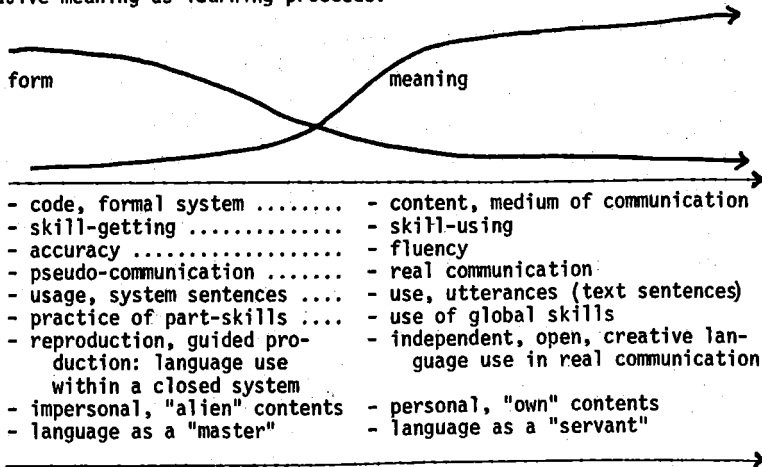 meaning as learning process.
form meaning
- code, formal system ........ - content, medium of communication
- skill-getting .............. - skill-using
- accuracy ................... - fluency
- pseudo-communication ....... - real communication
- usage, system sentences .... - use, utterances (text sentences)
- practice of part-skills .... - use of global skills
- reproduction, guided pro- - independent, open, creative lan-
duction: language use guage use in real communication
within a closed system
- impersonal, "alien" contents - personal, "own" contents
- language as a "master" - language as a "servant"